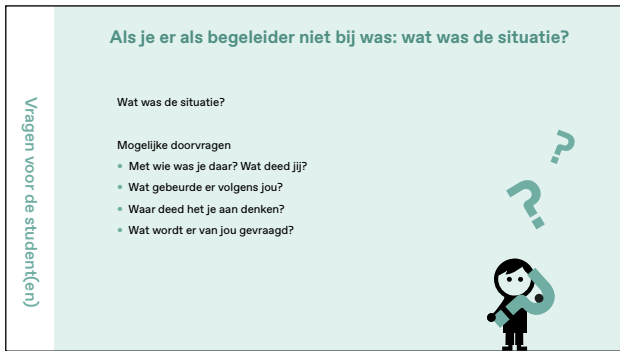 Als je er als begeleider niet bij was: wat was de situatie?
Vragen voor de student(en)
Wat was de situatie?
Mogelijke doorvragen
• Met wie was je daar? Wat deed jij?
• Wat gebeurde er volgens jou?
• Waar deed het je aan denken?
• Wat wordt er van jou gevraagd?
?
?